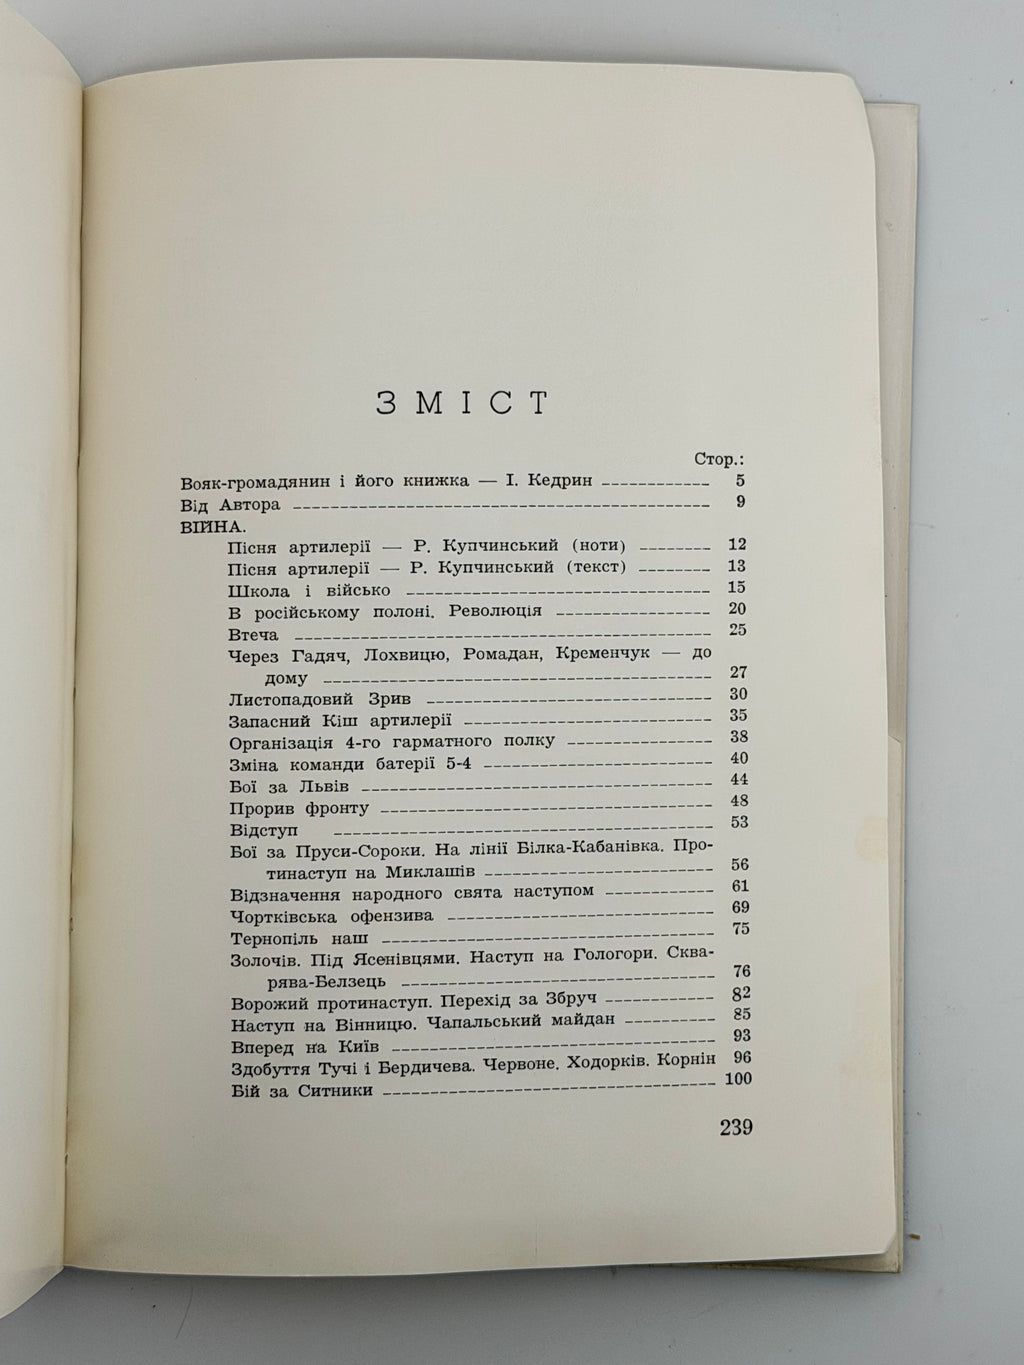 ЗМІСТ
Стор.:
Вояк-громадянин і його книжка — І. Кедрин 5
Від Автора 9
ВІЙНА.
Пісня артилерії — Р. Купчинський (ноти) 12
Пісня артилерії — Р. Купчинський (текст) 13
Школа і військо 15
В російському полоні. Революція 20
Втеча 25
Через Гадяч, Лохвицю, Ромадан, Кременчук — до
дому 27
Листопадовий Зрив 30
Запасний Кіш артилерії 35
Організація 4-го гарматного полку 38
Зміна команди батерії 5-4 40
Бої за Львів 44
Прорив фронту 48
Відступ 53
Бої за Пруси-Сороки. На лінії Білка-Кабанівка. Про-
тинаступ на Миклашів 56
Відзначення народного свята наступом 61
Чортківська офензива 69
Тернопіль наш 75
Золочів. Під Ясенівцями. Наступ на Гологори. Сква-
рява-Белзець 76
Ворожий протинаступ. Перехід за Збруч 82
Наступ на Вінницю. Чапальський майдан 85
Вперед на Київ 93
Здобуття Тучі і Бердичева. Червоне. Ходорків. Корнін 96
Бій за Ситники 100
239